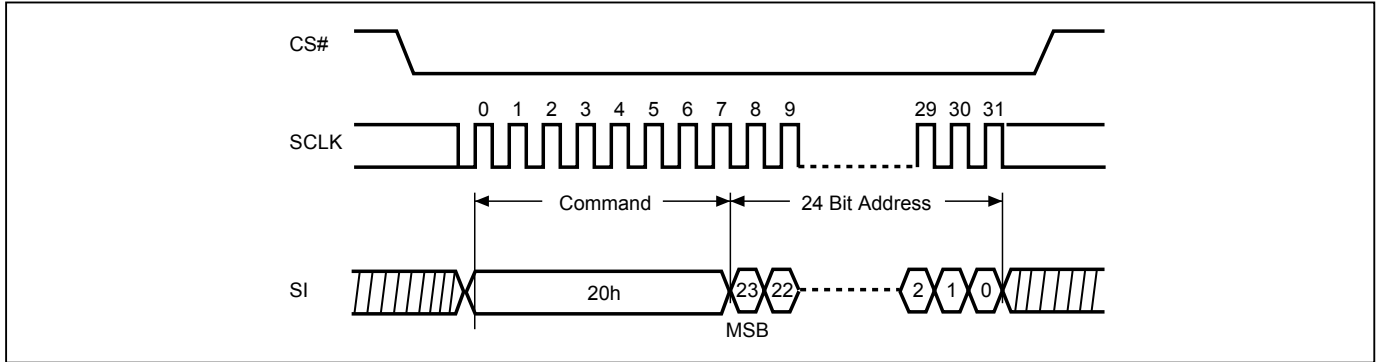 CS#
0 1 2 3 4 5 6 7 8 9 29 30 31
SCLK
Command 24 Bit Address
SI 20h 23 22 2 1 0
MSB